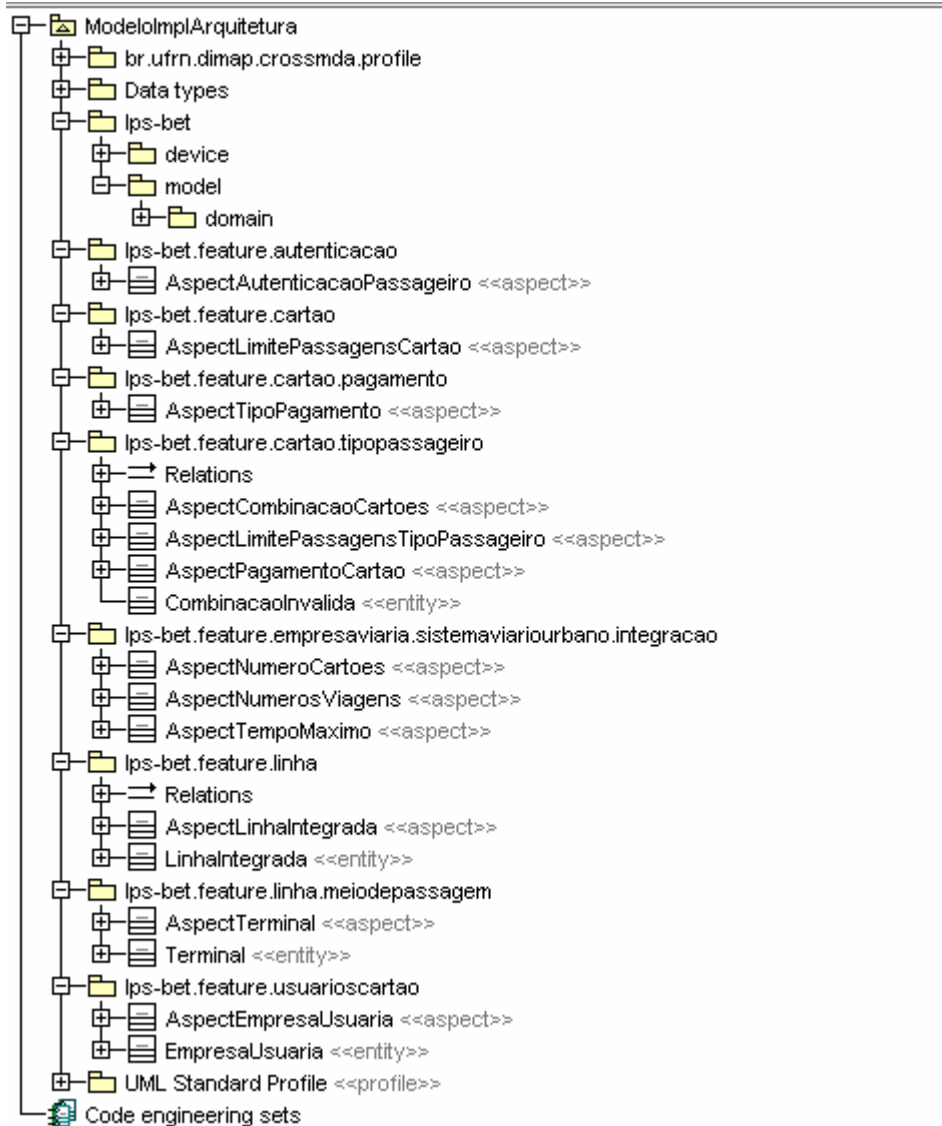 ModeloImplArquitetura
br.ufrn.dimap.crossmda.profile
Data types
lps-bet
device
model
domain
lps-bet.feature.autenticacao
AspectAutenticacaoPassageiro <<aspect>>
lps-bet.feature.cartao
AspectLimitePassagensCartao <<aspect>>
lps-bet.feature.cartao.pagamento
AspectTipoPagamento <<aspect>>
lps-bet.feature.cartao.tipopassageiro
Relations
AspectCombinacaoCartoes <<aspect>>
AspectLimitePassagensTipoPassageiro <<aspect>>
AspectPagamentoCartao <<aspect>>
CombinacaoInvalida <<entity>>
lps-bet.feature.empresaviaria.sistemaviariourbano.integracao
AspectNumeroCartoes <<aspect>>
AspectNumerosViagens <<aspect>>
AspectTempoMaximo <<aspect>>
lps-bet.feature.linha
Relations
AspectLinhaIntegrada <<aspect>>
LinhaIntegrada <<entity>>
lps-bet.feature.linha.meiodepassagem
AspectTerminal <<aspect>>
Terminal <<entity>>
lps-bet.feature.usuarioscartao
AspectEmpresaUsuaria <<aspect>>
EmpresaUsuaria <<entity>>
UML Standard Profile <<profile>>
Code engineering sets